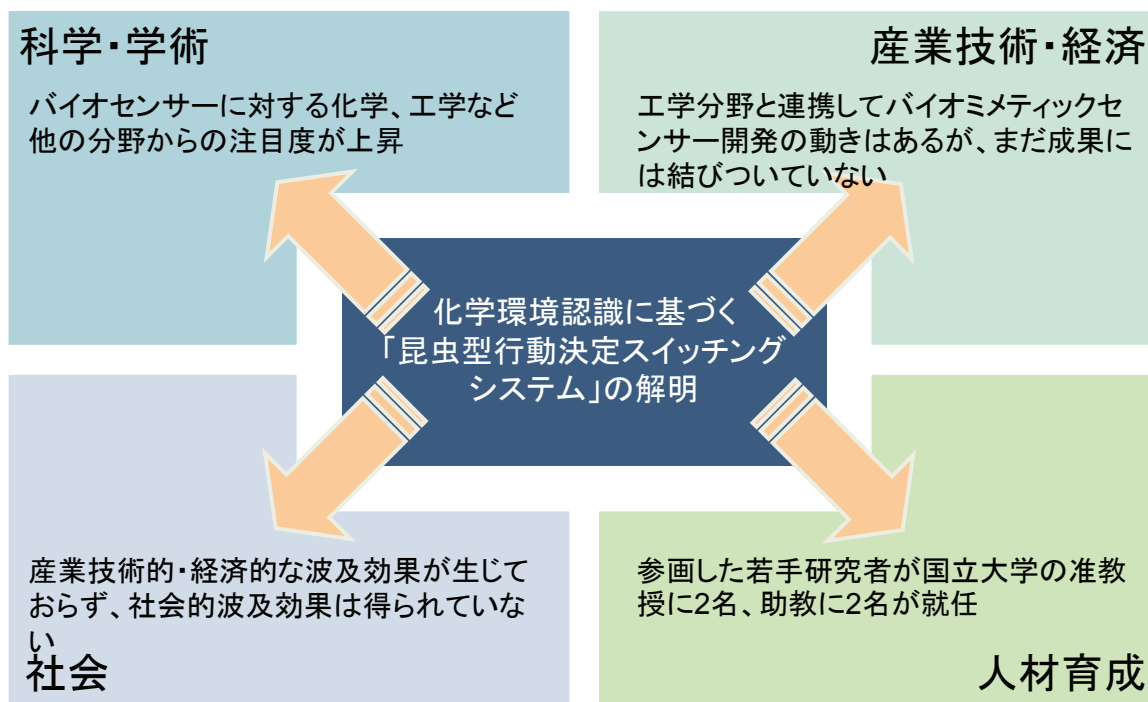 科学・学術
バイオセンサーに対する化学、工学など
他の分野からの注目度が上昇
産業技術・経済
工学分野と連携してバイオミメティックセ
ンサー開発の動きはあるが、まだ成果に
は結びついていない
化学環境認識に基づく
「昆虫型行動決定スイッチング
システム」の解明
産業技術的・経済的な波及効果が生じて
おらず、社会的波及効果は得られていな
い
社会
参画した若手研究者が国立大学の准教
授に2名、助教に2名が就任
人材育成